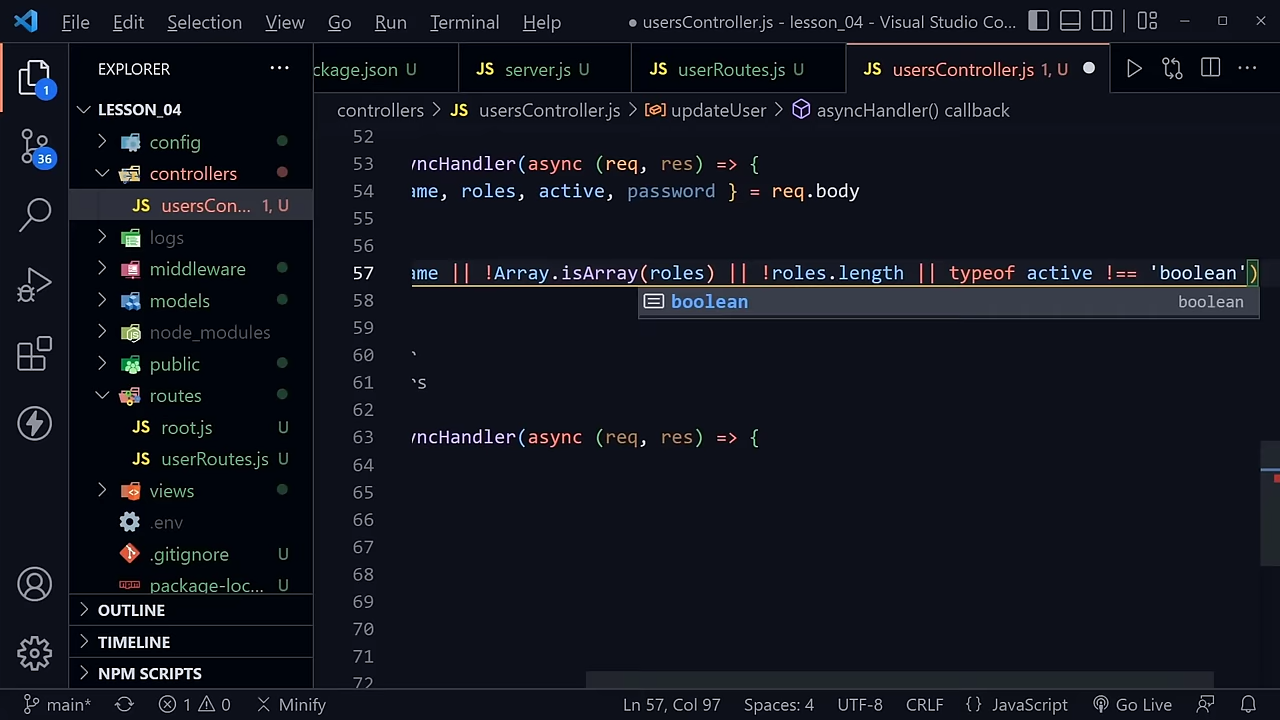 File Edit Selection View Go Run Terminal Help ● usersController.js - lesson_04 - Visual Studio Co...
EXPLORER ...
ckage.json U JS server.js U JS userRoutes.js U JS usersController.js 1, U
controllers > JS usersController.js > updateUser > asyncHandler() callback
1
36
LESSON_04
config
controllers
JS usersCon... 1, U
logs
middleware
models
node_modules
public
routes
JS root.js U
JS userRoutes.js U
views
.env
.gitignore U
package-loc... U
OUTLINE
TIMELINE
NPM SCRIPTS
52
53 yncHandler(async (req, res) => {
54 ame, roles, active, password } = req.body
55
56
57 ame || !Array.isArray(roles) || !roles.length || typeof active !== 'boolean')
boolean boolean
58
59
60
61 rs
62
63 yncHandler(async (req, res) => {
64
65
66
67
68
69
70
71
72
main* 1 0 Minify Ln 57, Col 97 Spaces: 4 UTF-8 CRLF {} JavaScript Go Live